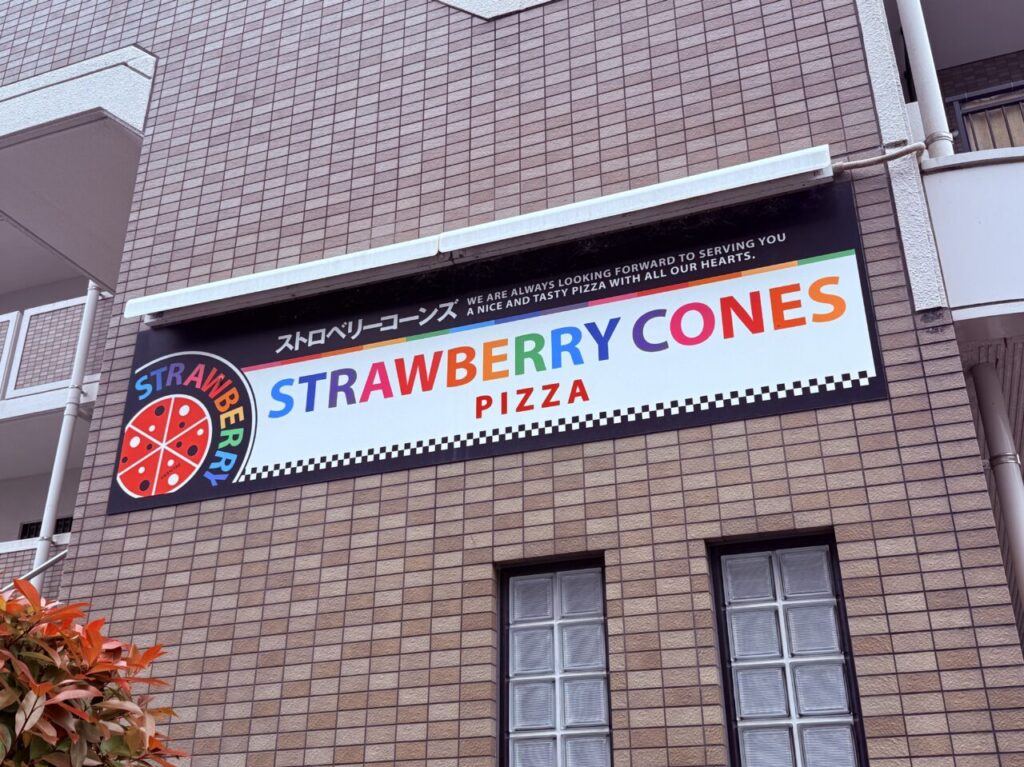 WE ARE ALWAYS LOOKING FORWARD TO SERVING YOU
A NICE AND TASTY PIZZA WITH ALL OUR HEARTS.
ストロベリーコーンズ
STRAWBERRY CONES
PIZZA
STRAWBERRY